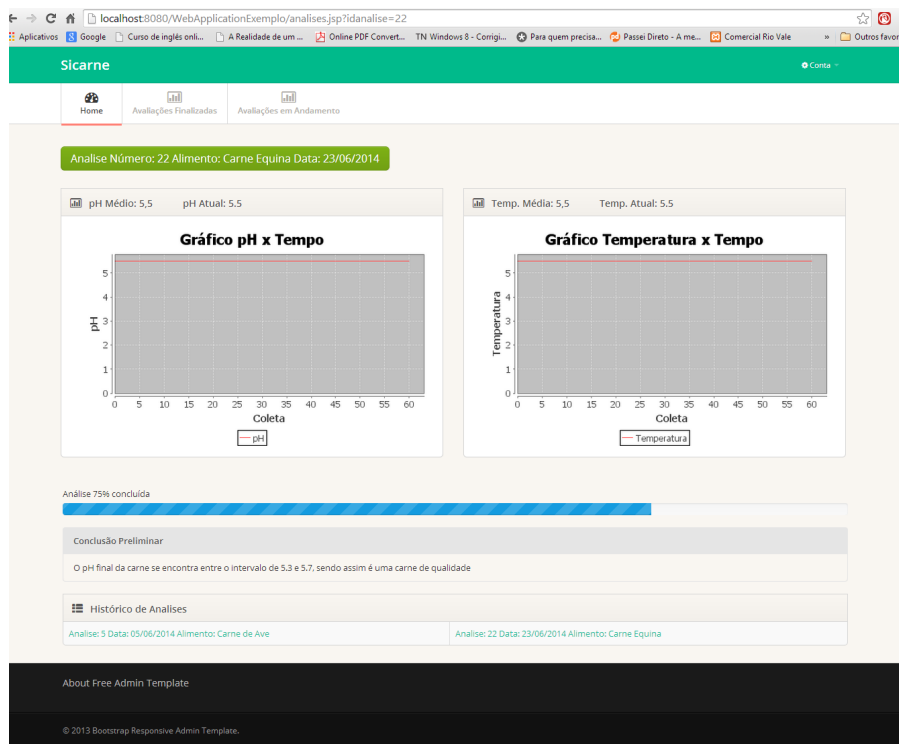 localhost:8080/WebApplicationExemplo/analises.jsp?idanalise=22
Aplicativos Google Curso de inglês onli... A Realidade de um ... Online PDF Convert... TN Windows 8 - Corrigi... Para quem precisa... Passei Direto - A me... Comercial Rio Vale » Outros favor
Sicarne
Conta
Home
Avaliações Finalizadas
Avaliações em Andamento
Analise Número: 22 Alimento: Carne Equina Data: 23/06/2014
pH Médio: 5,5 pH Atual: 5.5
Gráfico pH x Tempo
pH
5
4
3
2
1
0
0 5 10 15 20 25 30 35 40 45 50 55 60
Coleta
pH
Temp. Média: 5,5 Temp. Atual: 5.5
Gráfico Temperatura x Tempo
Temperatura
5
4
3
2
1
0
0 5 10 15 20 25 30 35 40 45 50 55 60
Coleta
Temperatura
Análise 75% concluída
Conclusão Preliminar
O pH final da carne se encontra entre o intervalo de 5.3 e 5.7, sendo assim é uma carne de qualidade
Histórico de Analises
Analise: 5 Data: 05/06/2014 Alimento: Carne de Ave
Analise: 22 Data: 23/06/2014 Alimento: Carne Equina
About Free Admin Template
© 2013 Bootstrap Responsive Admin Template.